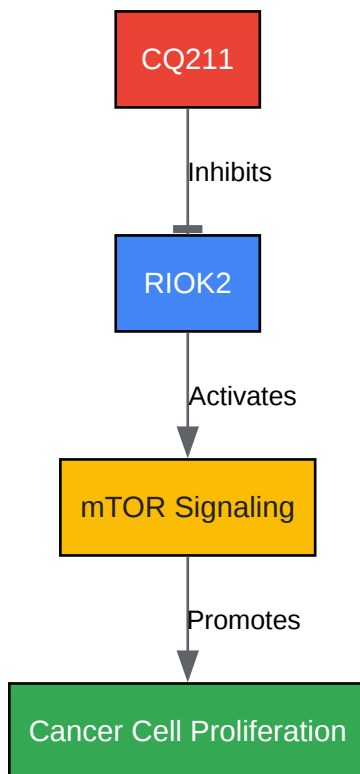 CQ211
Inhibits
RIOK2
Activates
mTOR Signaling
Promotes
Cancer Cell Proliferation